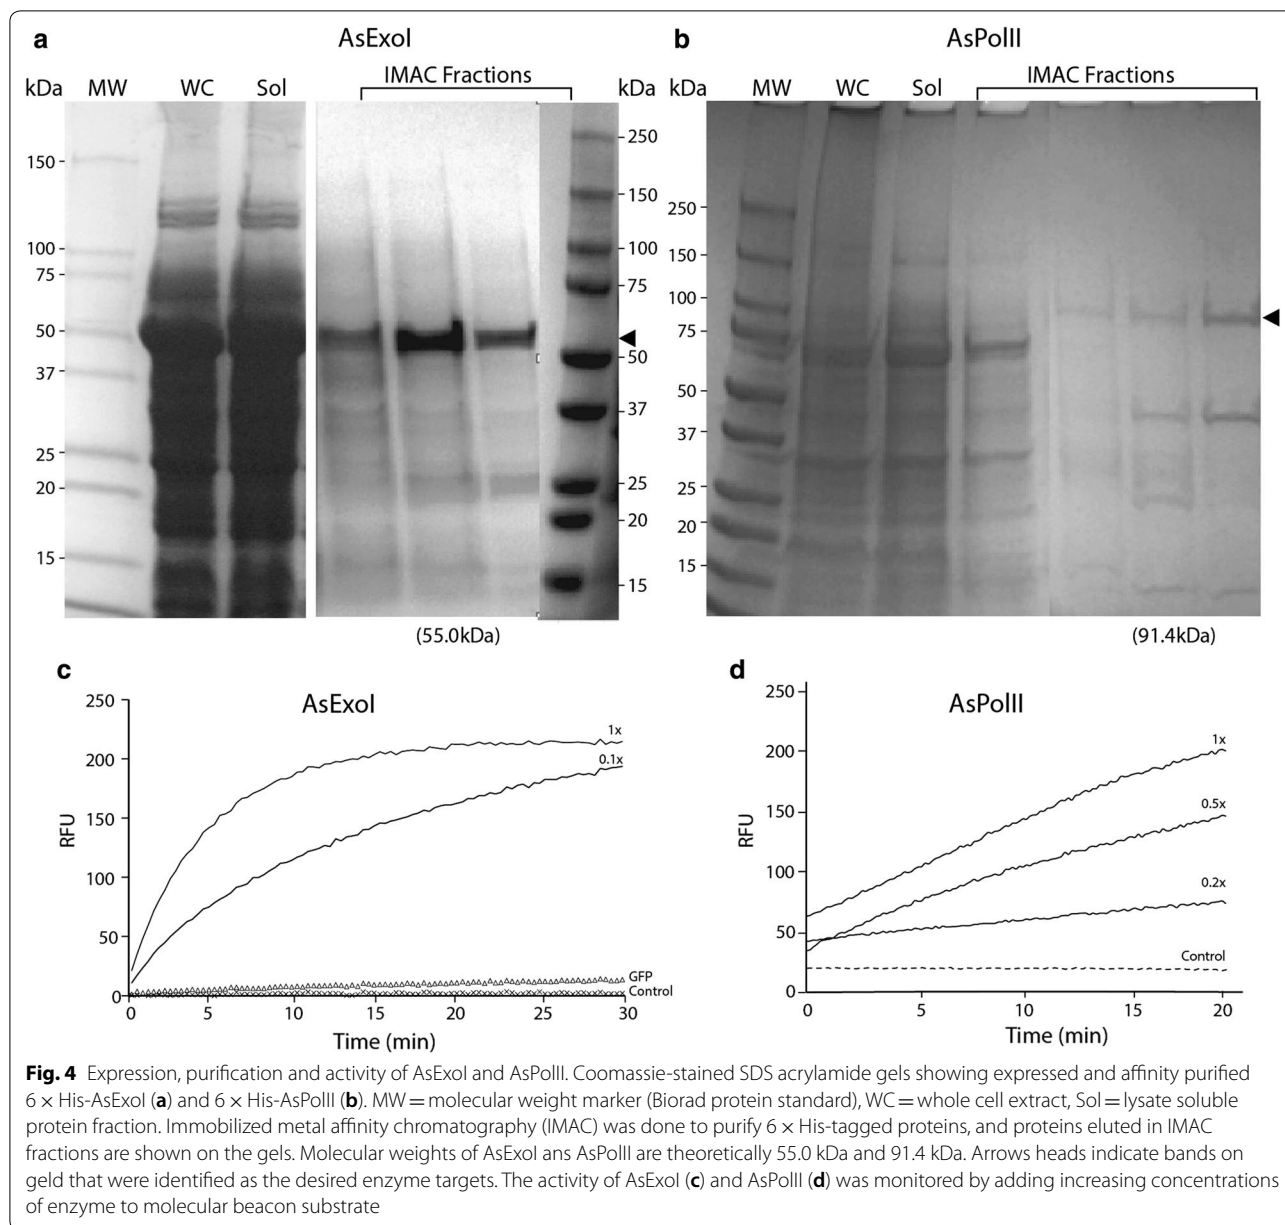 a
AsExoI
IMAC Fractions
kDa MW WC Sol kDa
150
100
75
50
37
25
20
15
250
150
100
75
50
37
25
20
15
(55.0kDa)
b
AsPolII
IMAC Fractions
kDa MW WC Sol
250
150
100
75
50
37
25
20
15
(91.4kDa)
c
AsExoI
RFU
250
200
150
100
50
0
1x
0.1x
GFP
Control
0 5 10 15 20 25 30
Time (min)
d
AsPolII
RFU
250
200
150
100
50
0
1x
0.5x
0.2x
Control
0 5 10 15 20
Time (min)
Fig. 4 Expression, purification and activity of AsExoI and AsPolII. Coomassie-stained SDS acrylamide gels showing expressed and affinity purified
6 × His-AsExoI (a) and 6 × His-AsPolII (b). MW = molecular weight marker (Biorad protein standard), WC = whole cell extract, Sol = lysate soluble
protein fraction. Immobilized metal affinity chromatography (IMAC) was done to purify 6 × His-tagged proteins, and proteins eluted in IMAC
fractions are shown on the gels. Molecular weights of AsExoI ans AsPolII are theoretically 55.0 kDa and 91.4 kDa. Arrows heads indicate bands on
geld that were identified as the desired enzyme targets. The activity of AsExoI (c) and AsPolII (d) was monitored by adding increasing concentrations
of enzyme to molecular beacon substrate